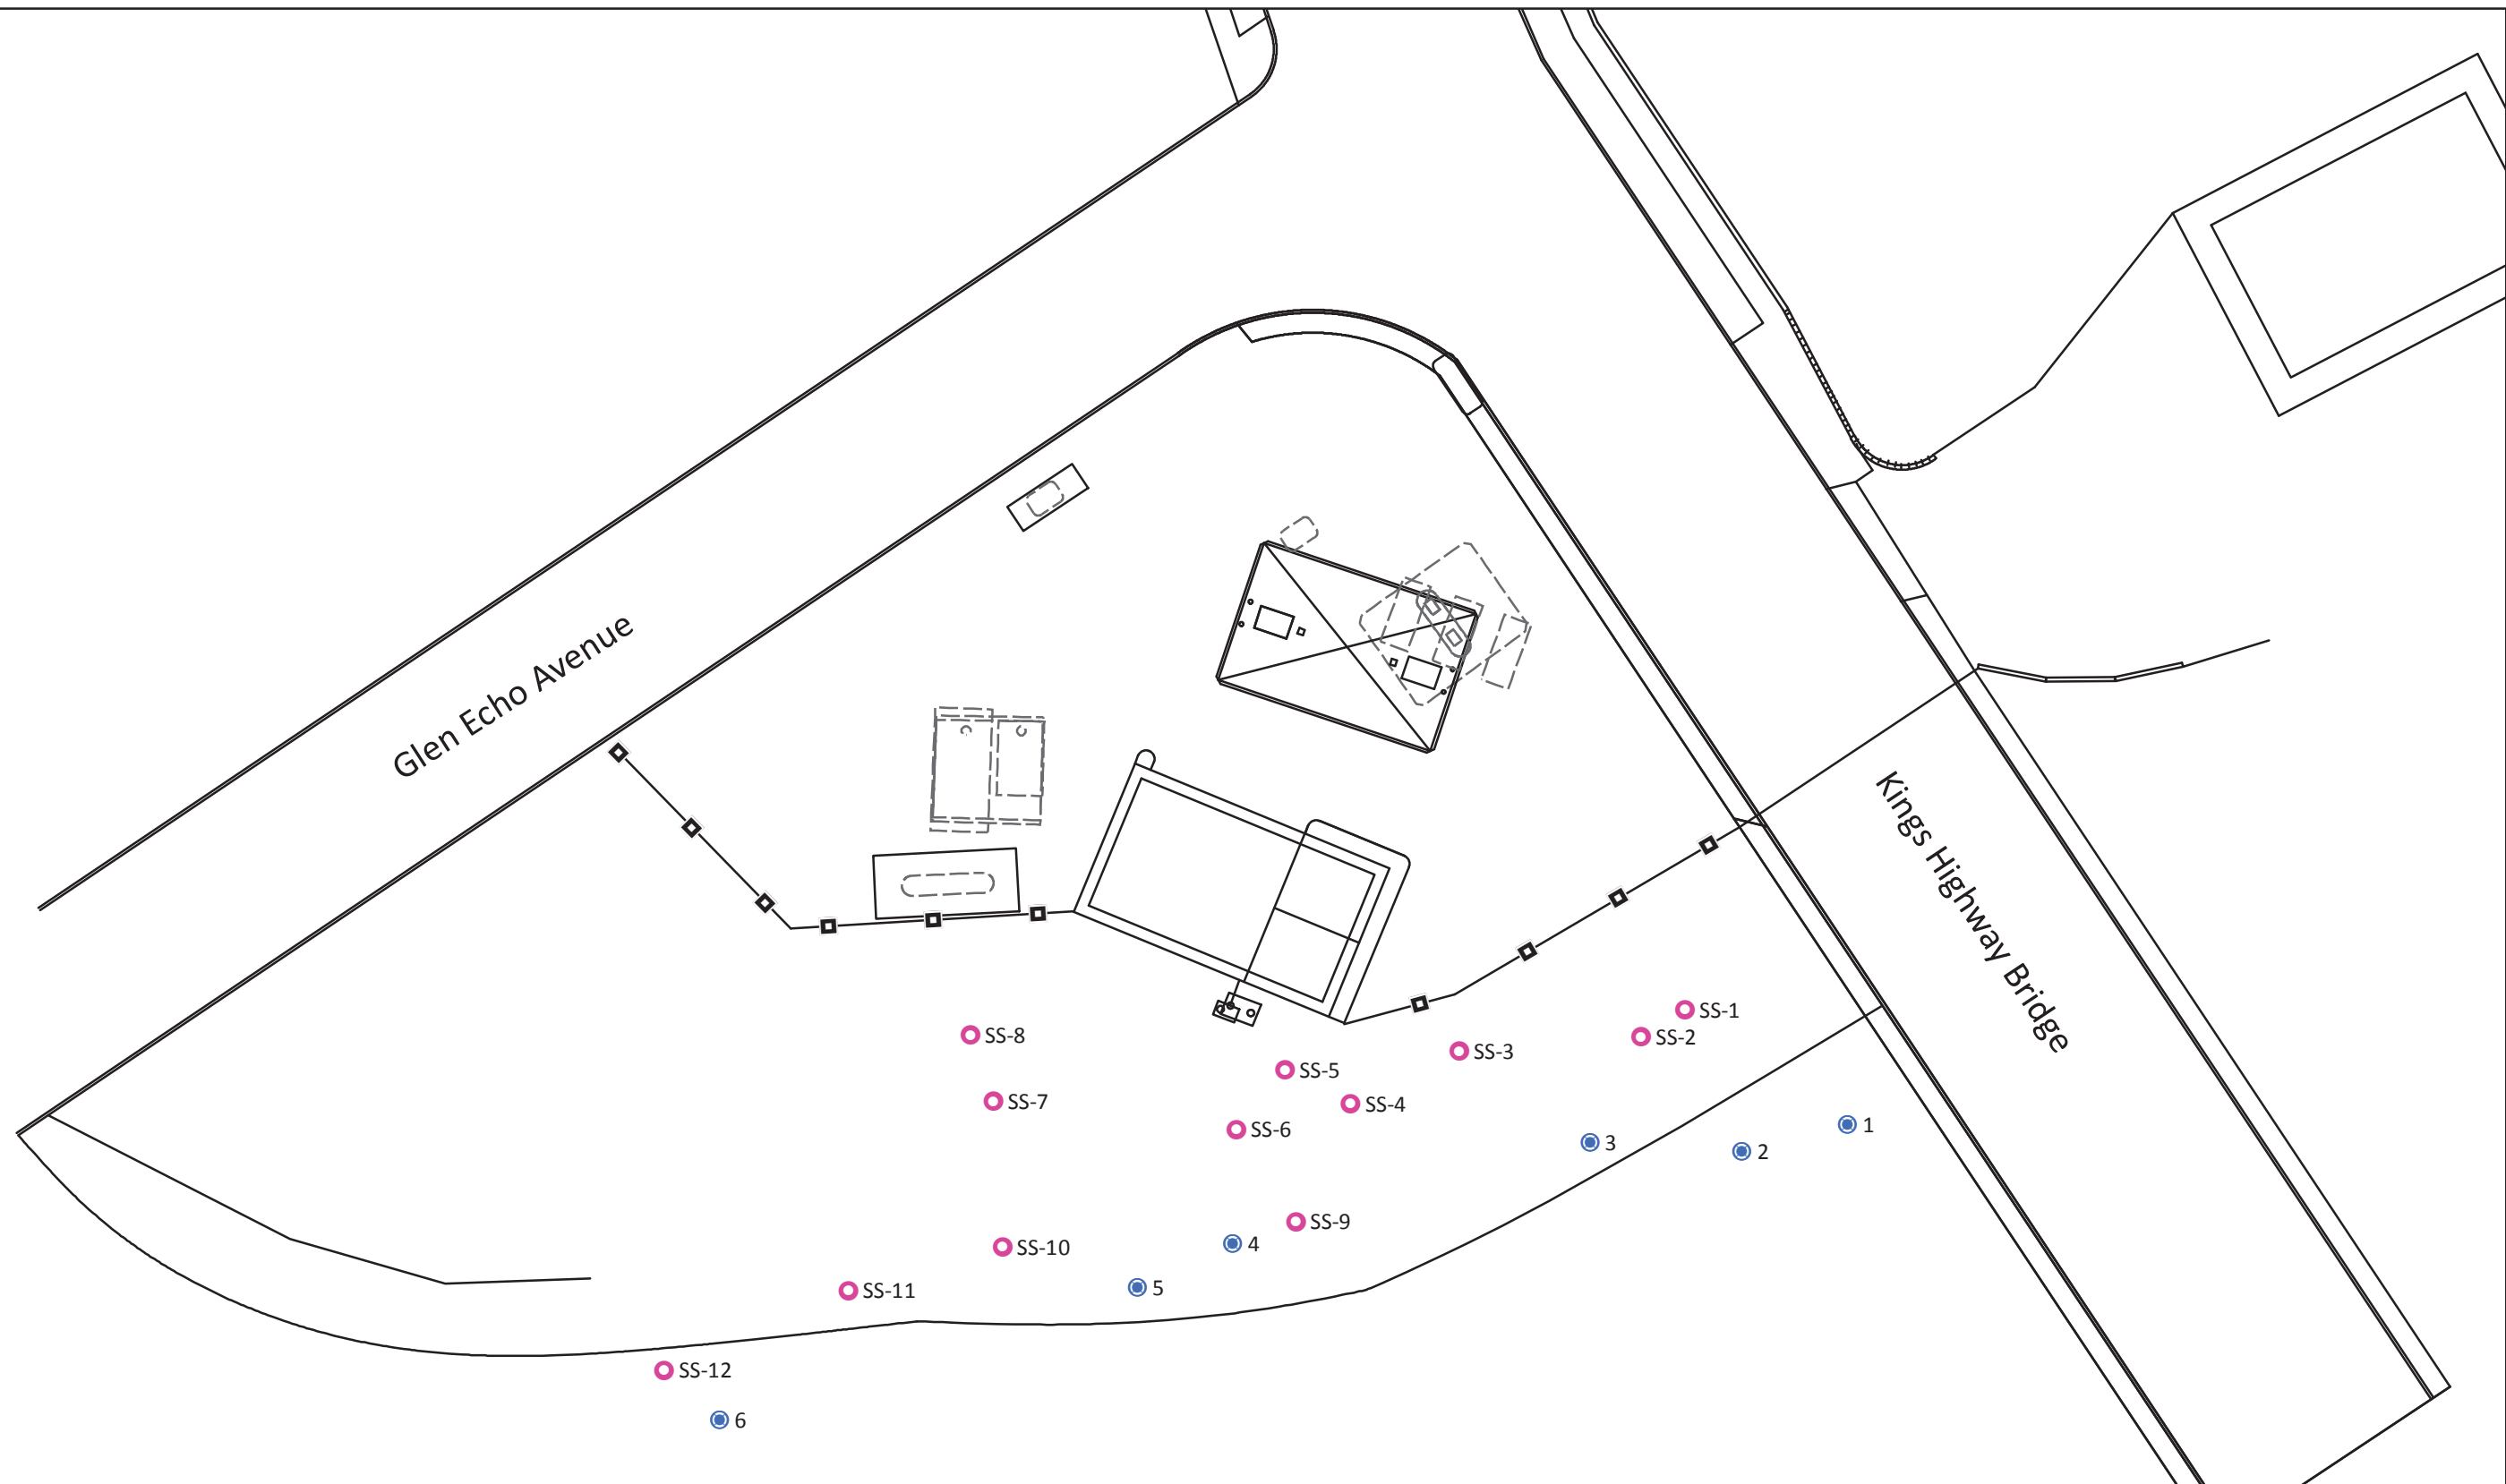 Glen Echo Avenue
Kings Highway Bridge
SS-1
SS-2
SS-3
SS-8
SS-5
SS-7
SS-4
1
SS-6
3
2
SS-9
4
SS-10
5
SS-11
SS-12
6